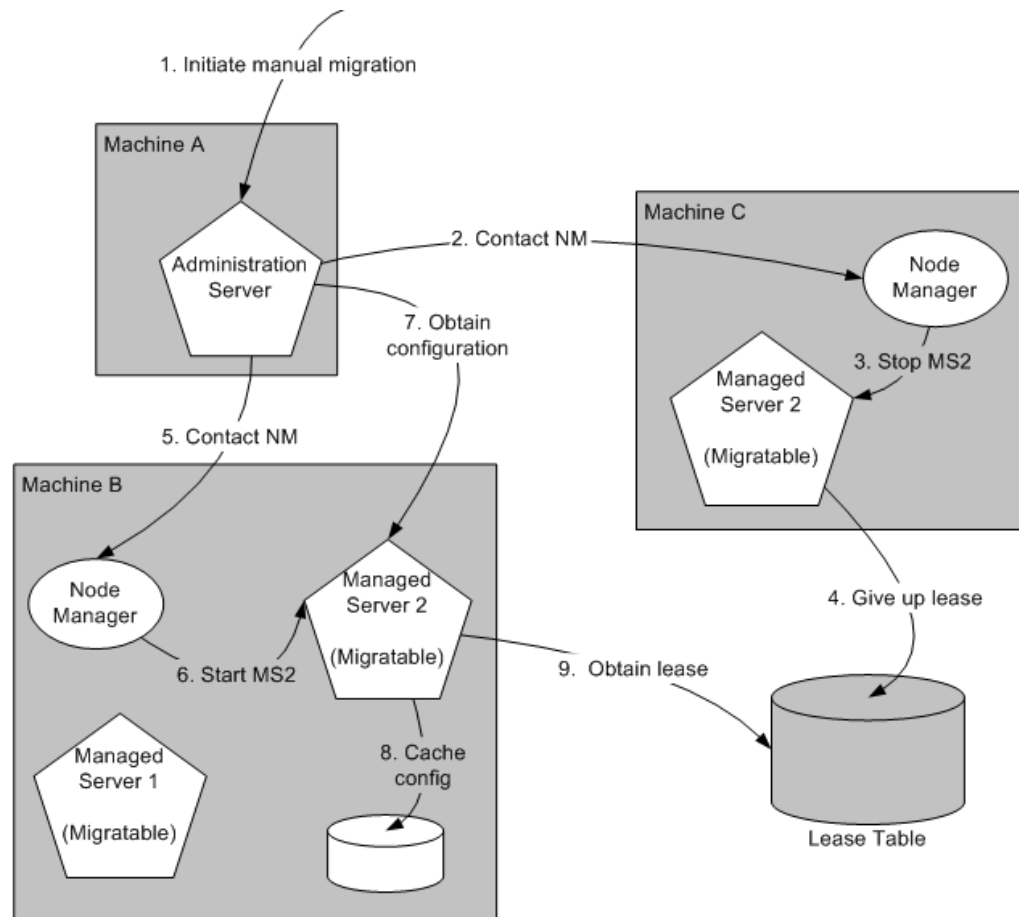 1. Initiate manual migration
Machine A
Administration
Server
Machine C
2. Contact NM
Node
Manager
7. Obtain
configuration
3. Stop MS2
Managed
Server 2
(Migratable)
5. Contact NM
Machine B
Node
Manager
Managed
Server 2
(Migratable)
4. Give up lease
6. Start MS2
9. Obtain lease
Managed
Server 1
(Migratable)
8. Cache
config
Lease Table